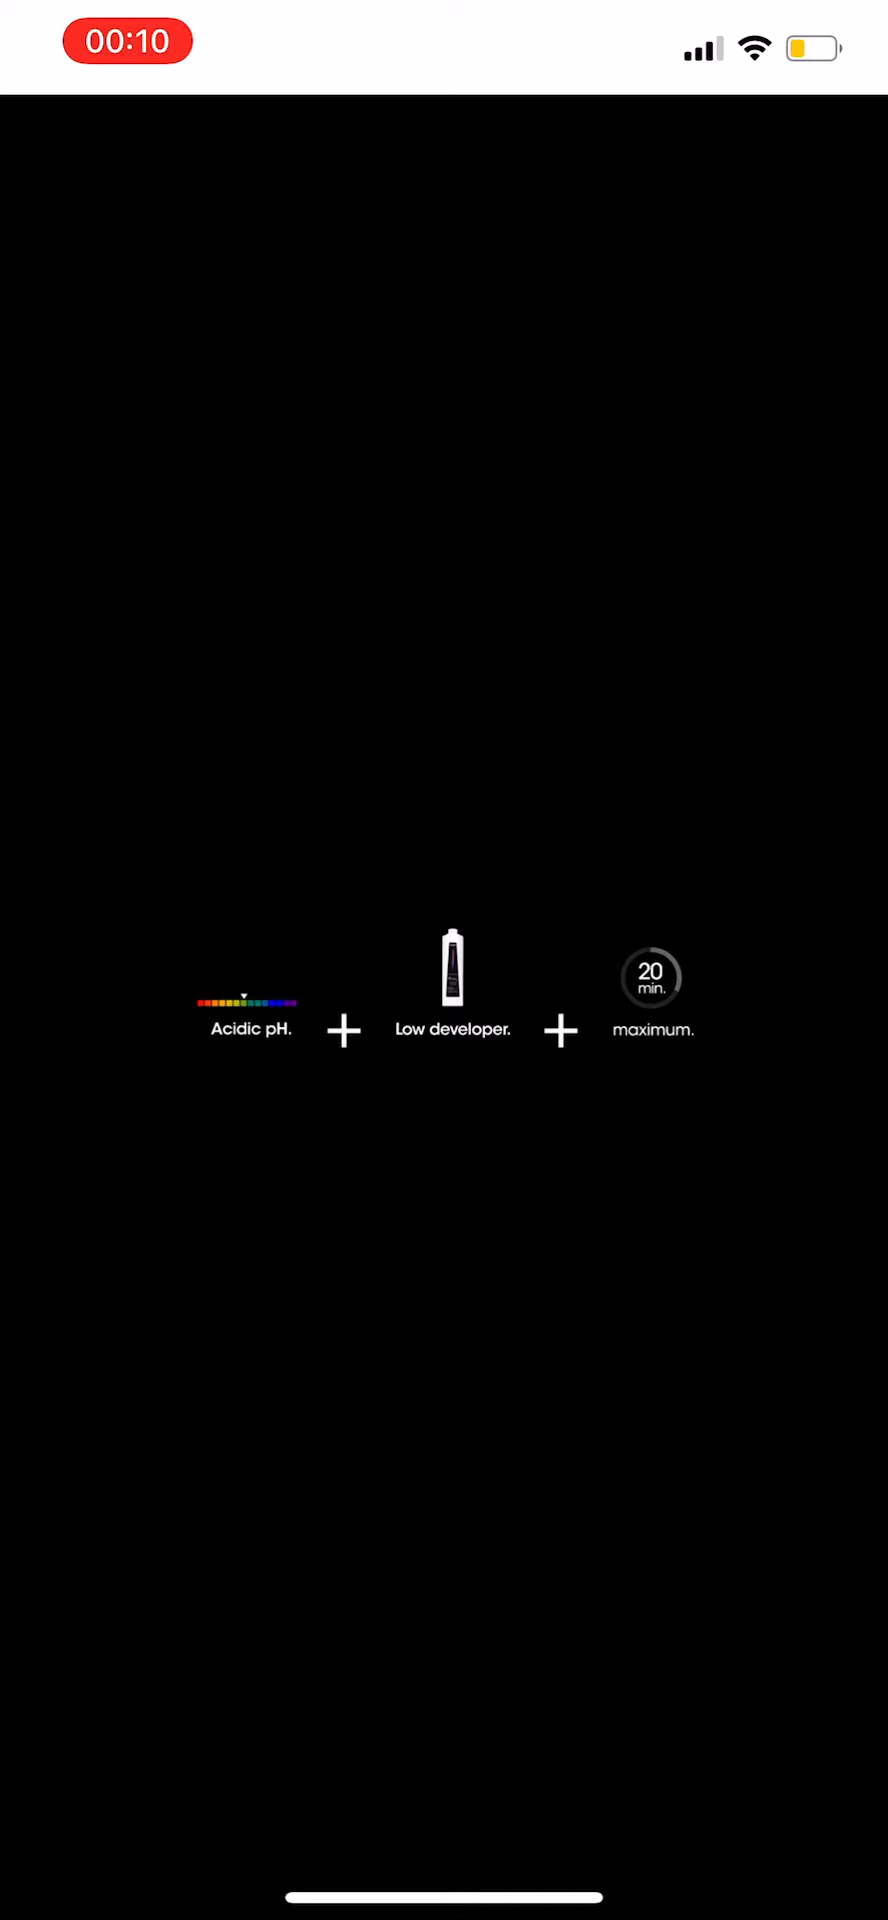 00:10
20
min.
Acidic pH. + Low developer. + maximum.